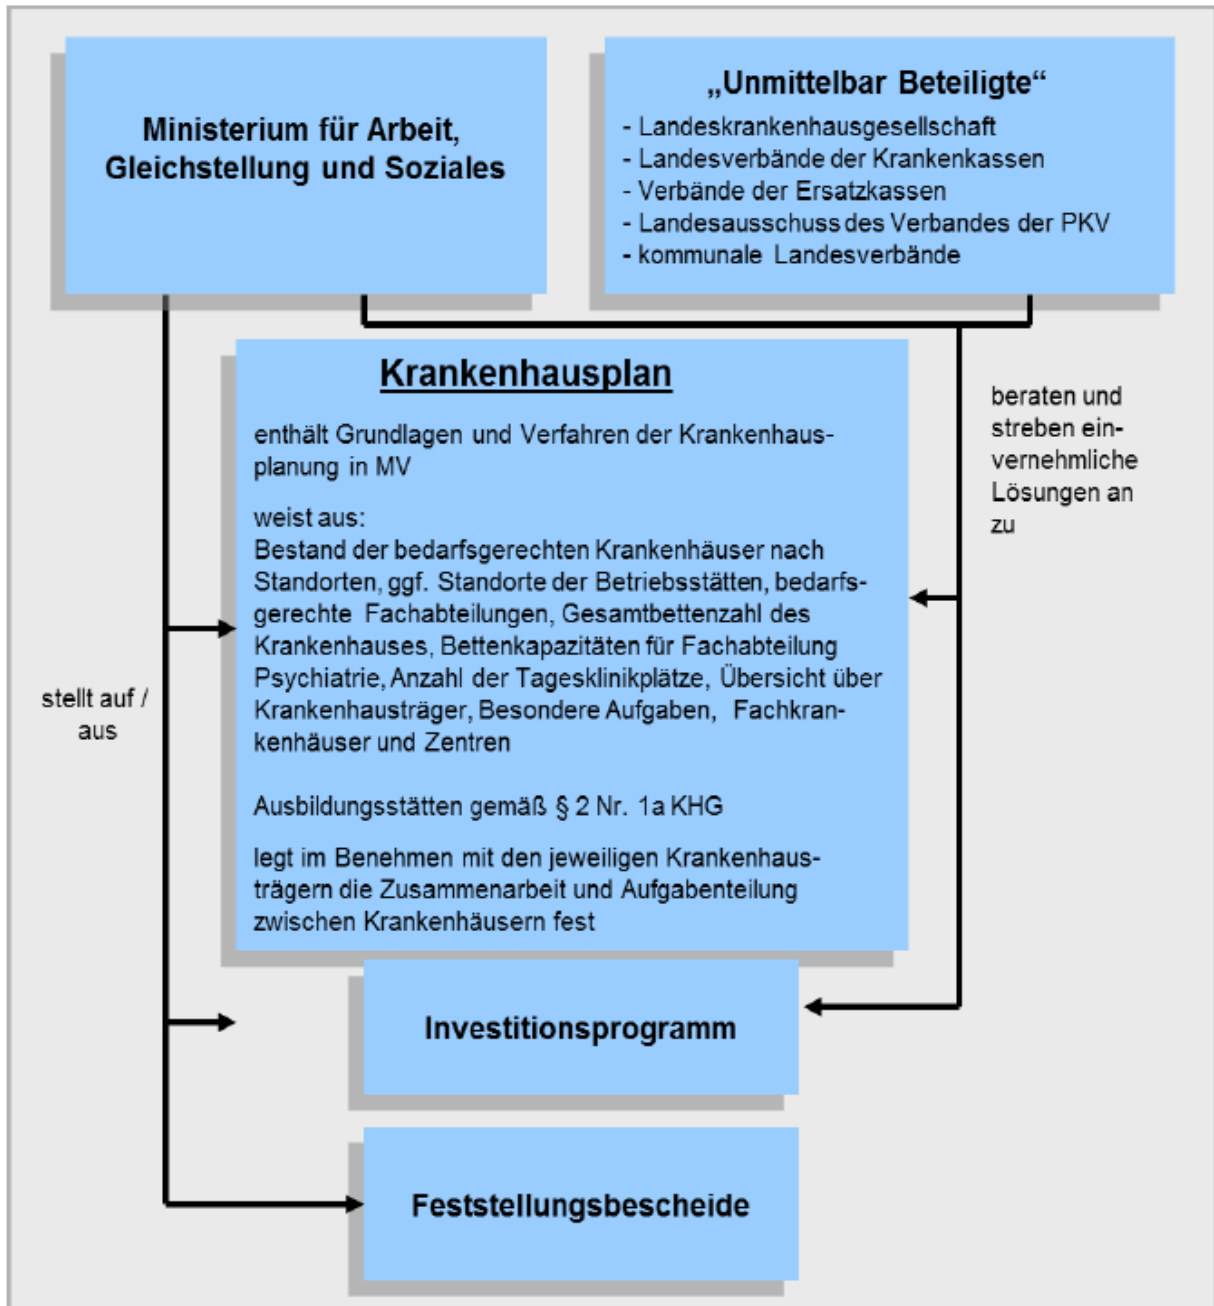 Ministerium für Arbeit,
Gleichstellung und Soziales
„Unmittelbar Beteiligte“
- Landeskrankenhausgesellschaft
- Landesverbände der Krankenkassen
- Verbände der Ersatzkassen
- Landesausschuss des Verbandes der PKV
- kommunale Landesverbände
Krankenhausplan
enthält Grundlagen und Verfahren der Krankenhaus-
planung in MV
weist aus:
Bestand der bedarfsgerechten Krankenhäuser nach
Standorten, ggf. Standorte der Betriebsstätten, bedarfs-
gerechte Fachabteilungen, Gesamtbettenzahl des
Krankenhauses, Bettenkapazitäten für Fachabteilung
Psychiatrie, Anzahl der Tagesklinikplätze, Übersicht über
Krankenhausträger, Besondere Aufgaben, Fachkran-
kenhäuser und Zentren
Ausbildungsstätten gemäß § 2 Nr. 1a KHG
legt im Benehmen mit den jeweiligen Krankenhaus-
trägern die Zusammenarbeit und Aufgabenteilung
zwischen Krankenhäusern fest
beraten und
streben ein-
vernehmliche
Lösungen an
zu
stellt auf /
aus
Investitionsprogramm
Feststellungsbescheide